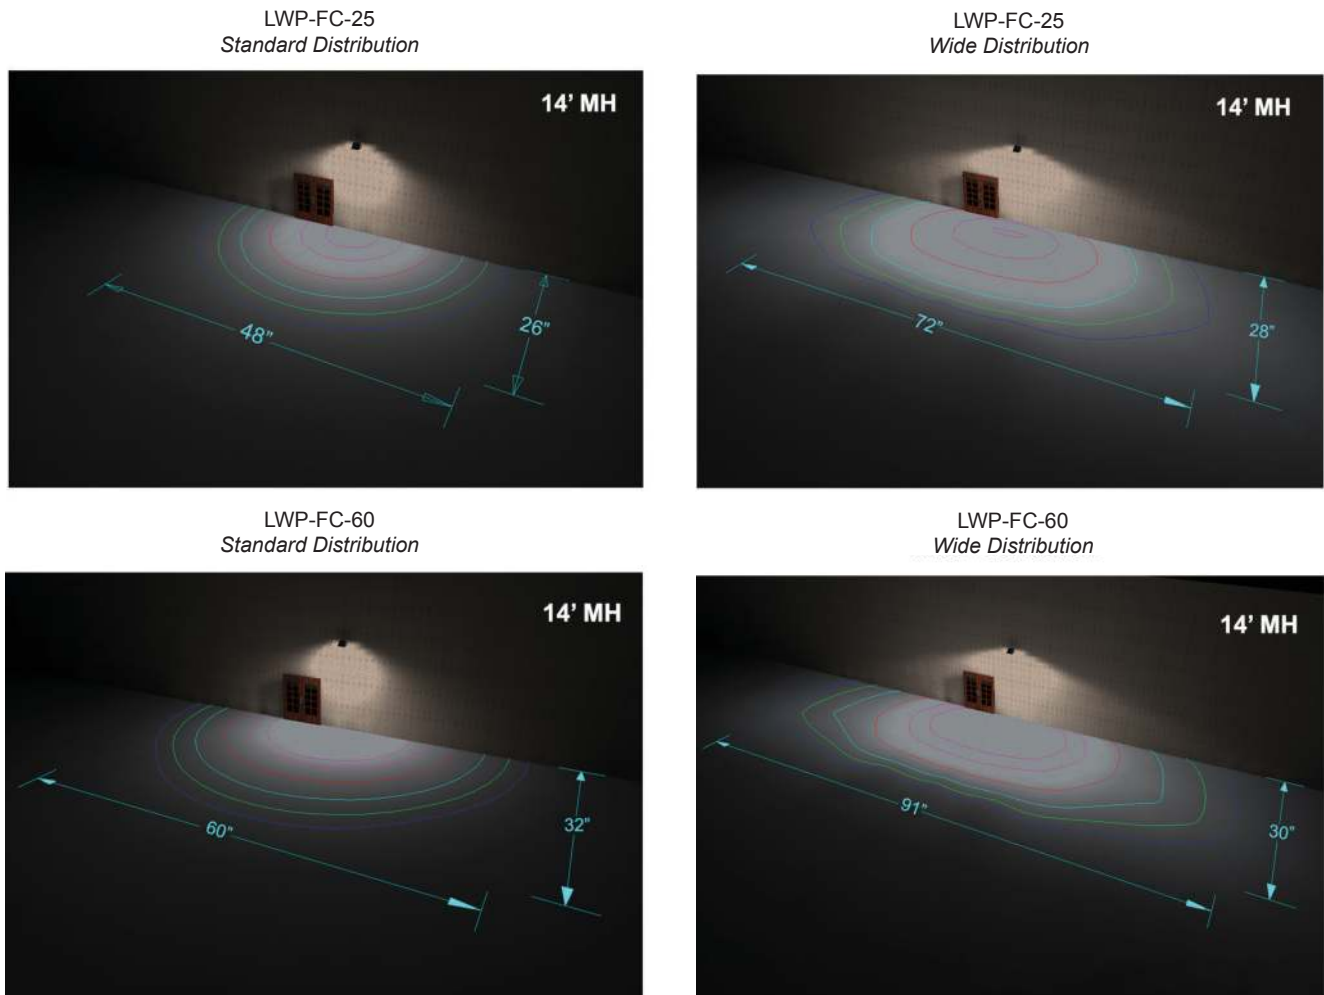 LWP-FC-25
Standard Distribution
14’ MH
48”
26”
LWP-FC-25
Wide Distribution
14’ MH
72”
28”
LWP-FC-60
Standard Distribution
14’ MH
60”
32”
LWP-FC-60
Wide Distribution
14’ MH
91”
30”